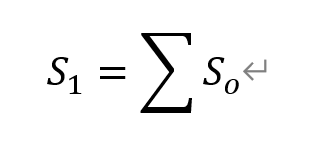 S₁ = ∑ Sₒ↵